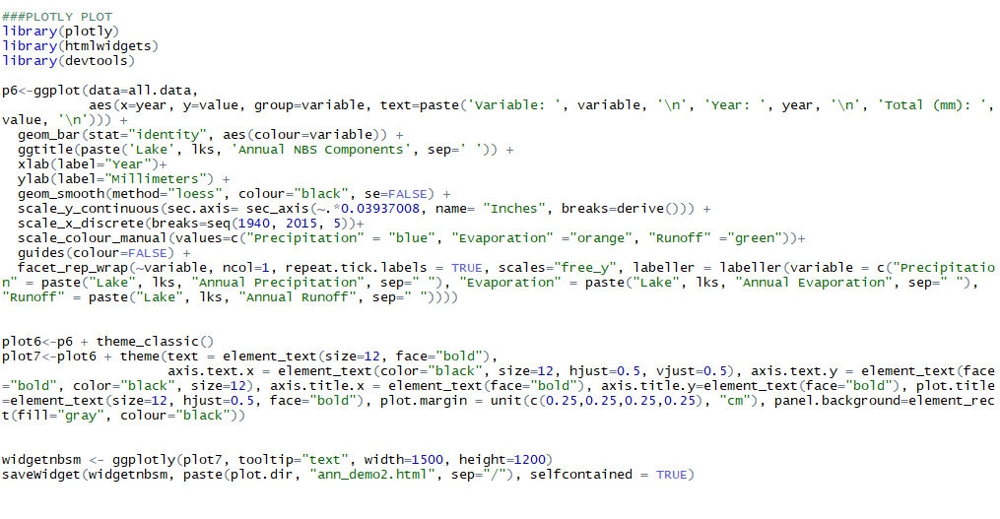 ###PLOTLY PLOT
library(plotly)
library(htmlwidgets)
library(devtools)
p6<-ggplot(data=all.data,
aes(x=year, y=value, group=variable, text=paste('Variable: ', variable, '\n', 'Year: ', year, '\n', 'Total (mm): ',
value, '\n'))) +
geom_bar(stat="identity", aes(colour=variable)) +
ggtitle(paste('Lake', lks, 'Annual NBS Components', sep=' ')) +
xlab(label="Year")+
ylab(label="Millimeters") +
geom_smooth(method="loess", colour="black", se=FALSE) +
scale_y_continuous(sec.axis= sec_axis(~.*0.03937008, name= "Inches", breaks=derive())) +
scale_x_discrete(breaks=seq(1940, 2015, 5))+
scale_colour_manual(values=c("Precipitation" = "blue", "Evaporation" ="orange", "Runoff" ="green"))+
guides(colour=FALSE) +
facet_rep_wrap(~variable, ncol=1, repeat.tick.labels = TRUE, scales="free_y", labeller = labeller(variable = c("Precipitatio
n" = paste("Lake", lks, "Annual Precipitation", sep=" "), "Evaporation" = paste("Lake", lks, "Annual Evaporation", sep=" "),
"Runoff" = paste("Lake", lks, "Annual Runoff", sep=" "))))
plot6<-p6 + theme_classic()
plot7<-plot6 + theme(text = element_text(size=12, face="bold"),
axis.text.x = element_text(color="black", size=12, hjust=0.5, vjust=0.5), axis.text.y = element_text(face
="bold", color="black", size=12), axis.title.x = element_text(face="bold"), axis.title.y=element_text(face="bold"), plot.title
=element_text(size=12, hjust=0.5, face="bold"), plot.margin = unit(c(0.25,0.25,0.25,0.25), "cm"), panel.background=element_rec
t(fill="gray", colour="black"))
widgetnbsm <- ggplotly(plot7, tooltip="text", width=1500, height=1200)
saveWidget(widgetnbsm, paste(plot.dir, "ann_demo2.html", sep="/"), selfcontained = TRUE)